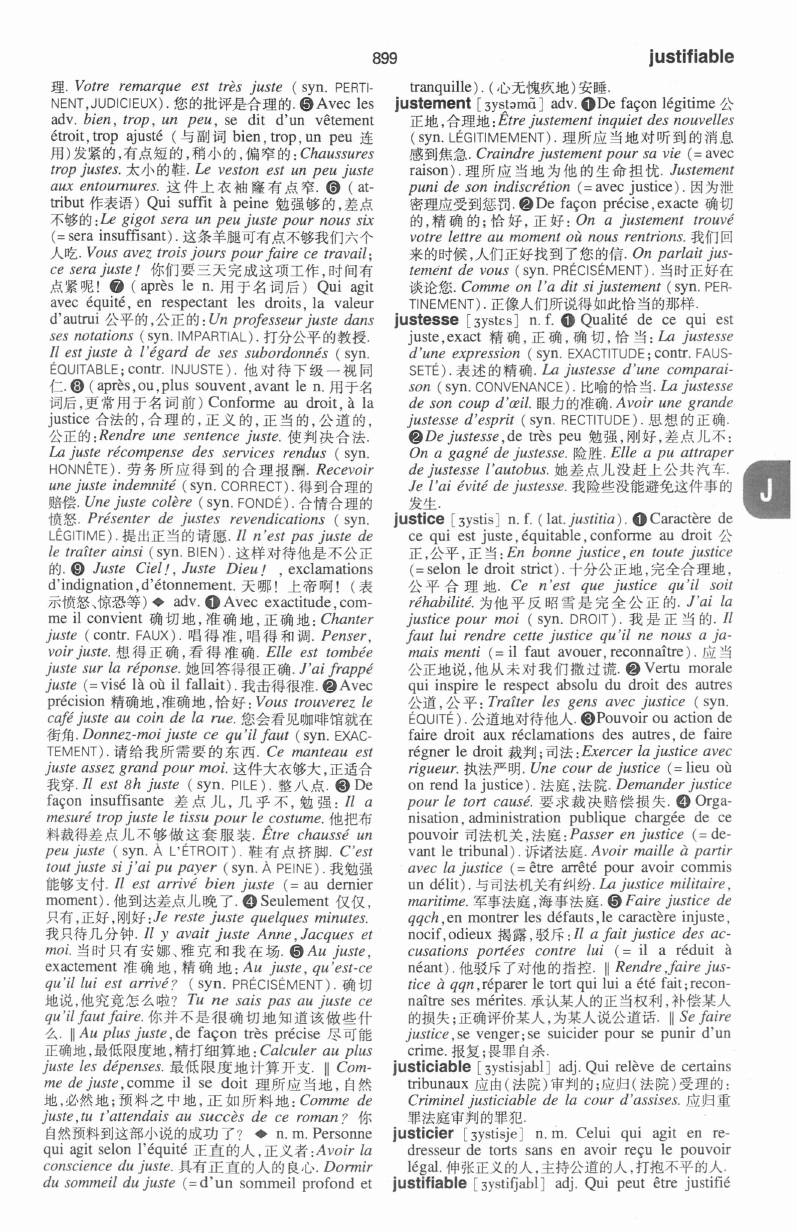 899
justifiable
理. Votre remarque est très juste (syn. PERTI-
NENT,JUDICIEUX). 您的批评是合理的. ❺Avec les
adv. bien, trop, un peu, se dit d'un vêtement
étroit, trop ajusté (与副词 bien,trop,un peu 连
用)发紧的,有点短的,稍小的,偏窄的:Chaussures
trop justes. 太小的鞋. Le veston est un peu juste
aux entournures. 这件上衣袖窿有点窄. ❻ (at-
tribut 作表语) Qui suffit à peine 勉强够的,差点
不够的:Le gigot sera un peu juste pour nous six
(=sera insuffisant). 这条羊腿可有点不够我们六个
人吃. Vous avez trois jours pour faire ce travail;
ce sera juste! 你们要三天完成这项工作,时间有
点紧呢! ❼ (après le n. 用于名词后) Qui agit
avec équité, en respectant les droits, la valeur
d'autrui 公平的,公正的:Un professeur juste dans
ses notations (syn. IMPARTIAL). 打分公平的教授.
Il est juste à l'égard de ses subordonnés (syn.
ÉQUITABLE; contr. INJUSTE). 他对待下级一视同
仁. ❽ (après,ou,plus souvent,avant le n. 用于名
词后,更常用于名词前) Conforme au droit, à la
justice 合法的,合理的,正义的,正当的,公道的,
公正的:Rendre une sentence juste. 使判决合法.
La juste récompense des services rendus (syn.
HONNÊTE). 劳务所应得到的合理报酬. Recevoir
une juste indemnité (syn. CORRECT). 得到合理的
赔偿. Une juste colère (syn. FONDÉ). 合情合理的
愤怒. Présenter de justes revendications (syn.
LÉGITIME). 提出正当的请愿. Il n'est pas juste de
le traîter ainsi (syn. BIEN). 这样对待他是不公正
的. ❾ Juste Ciel!, Juste Dieu! , exclamations
d'indignation,d'étonnement. 天哪! 上帝啊! (表
示愤怒、惊恐等) ◆ adv. ❶Avec exactitude,com-
me il convient 确切地,准确地,正确地: Chanter
juste (contr. FAUX). 唱得准,唱得和调. Penser,
voir juste. 想得正确,看得准确. Elle est tombée
juste sur la réponse. 她回答得很正确. J'ai frappé
juste (=visé là où il fallait). 我击得很准. ❷Avec
précision 精确地,准确地,恰好: Vous trouverez le
café juste au coin de la rue. 您会看见咖啡馆就在
街角. Donnez-moi juste ce qu'il faut (syn. EXAC-
TEMENT). 请给我所需要的东西. Ce manteau est
juste assez grand pour moi. 这件大衣够大,正适合
我穿. Il est 8h juste (syn. PILE). 整八点. ❸ De
façon insuffisante 差点儿,几乎不,勉强: Il a
mesuré trop juste le tissu pour le costume. 他把布
料裁得差点儿不够做这套服装. Être chaussé un
peu juste (syn. À L'ÉTROIT). 鞋有点挤脚. C'est
tout juste si j'ai pu payer (syn. À PEINE). 我勉强
能够支付. Il est arrivé bien juste (= au dernier
moment). 他到达差点儿晚了. ❹ Seulement 仅仅,
只有,正好,刚好:Je reste juste quelques minutes.
我只待几分钟. Il y avait juste Anne, Jacques et
moi. 当时只有安娜、雅克和我在场. ❺ Au juste,
exactement 准确地,精确地: Au juste, qu'est-ce
qu'il lui est arrivé? (syn. PRÉCISÉMENT). 确切
地说,他究竟怎么啦? Tu ne sais pas au juste ce
qu'il faut faire. 你并不是很确切地知道该做些什
么. ‖ Au plus juste,de façon très précise 尽可能
正确地,最低限度地,精打细算地: Calculer au plus
juste les dépenses. 最低限度地计算开支. ‖ Com-
me de juste,comme il se doit 理所应当地,自然
地,必然地; 预料之中地, 正如所料地: Comme de
juste,tu t'attendais au succès de ce roman? 你
自然预料到这部小说的成功了? ◆ n. m. Personne
qui agit selon l'équité 正直的人,正义者:Avoir la
conscience du juste. 具有正直的人的良心. Dormir
du sommeil du juste (=d'un sommeil profond et
tranquille). (心无愧疚地)安睡.
justement [ʒystəmɑ̃] adv. ❶De façon légitime 公
正地,合理地:Être justement inquiet des nouvelles
(syn. LÉGITIMEMENT). 理所应当地对听到的消息
感到焦急. Craindre justement pour sa vie (=avec
raison). 理所应当地为他的生命担忧. Justement
puni de son indiscrétion (=avec justice). 因为泄
密理应受到惩罚. ❷De façon précise,exacte 确切
的,精确的; 恰好, 正好: On a justement trouvé
votre lettre au moment où nous rentrions. 我们回
来的时候,人们正好找到了您的信. On parlait jus-
tement de vous (syn. PRÉCISÉMENT). 当时正好在
谈论您. Comme on l'a dit si justement (syn. PER-
TINEMENT). 正像人们所说得如此恰当的那样.
justesse [ʒystɛs] n. f. ❶ Qualité de ce qui est
juste,exact 精确,正确,确切,恰当: La justesse
d'une expression (syn. EXACTITUDE; contr. FAUS-
SETÉ). 表述的精确. La justesse d'une comparai-
son (syn. CONVENANCE). 比喻的恰当. La justesse
de son coup d'œil. 眼力的准确. Avoir une grande
justesse d'esprit (syn. RECTITUDE). 思想的正确.
❷De justesse,de très peu 勉强,刚好,差点儿不:
On a gagné de justesse. 险胜. Elle a pu attraper
de justesse l'autobus. 她差点儿没赶上公共汽车.
Je l'ai évité de justesse. 我险些没能避免这件事的
发生.
J
justice [ʒystis] n. f. (lat. justitia). ❶Caractère de
ce qui est juste,équitable,conforme au droit 公
正,公平,正当:En bonne justice,en toute justice
(=selon le droit strict). 十分公正地,完全合理地,
公平合理地. Ce n'est que justice qu'il soit
réhabilité. 为他平反昭雪是完全公正的. J'ai la
justice pour moi (syn. DROIT). 我是正当的. Il
faut lui rendre cette justice qu'il ne nous a ja-
mais menti (= il faut avouer,reconnaître). 应当
公正地说,他从未对我们撒过谎. ❷ Vertu morale
qui inspire le respect absolu du droit des autres
公道,公平: Traîter les gens avec justice (syn.
ÉQUITÉ). 公道地对待他人. ❸Pouvoir ou action de
faire droit aux réclamations des autres, de faire
régner le droit 裁判;司法:Exercer la justice avec
rigueur. 执法严明. Une cour de justice (=lieu où
on rend la justice). 法庭,法院. Demander justice
pour le tort causé. 要求裁决赔偿损失. ❹ Orga-
nisation, administration publique chargée de ce
pouvoir 司法机关,法庭:Passer en justice (=de-
vant le tribunal). 诉诸法庭. Avoir maille à partir
avec la justice (=être arrêté pour avoir commis
un délit). 与司法机关有纠纷. La justice militaire,
maritime. 军事法庭,海事法庭. ❺ Faire justice de
qqch,en montrer les défauts,le caractère injuste,
nocif,odieux 揭露,驳斥:Il a fait justice des ac-
cusations portées contre lui (= il a réduit à
néant). 他驳斥了对他的指控. ‖ Rendre,faire jus-
tice à qqn,réparer le tort qui lui a été fait;recon-
naître ses mérites. 承认某人的正当权利,补偿某人
的损失;正确评价某人,为某人说公道话. ‖ Se faire
justice,se venger;se suicider pour se punir d'un
crime. 报复;畏罪自杀.
justiciable [ʒystisjabl] adj. Qui relève de certains
tribunaux 应由(法院)审判的;应归(法院)受理的:
Criminel justiciable de la cour d'assises. 应归重
罪法庭审判的罪犯.
justicier [ʒystisje] n. m. Celui qui agit en re-
dresseur de torts sans en avoir reçu le pouvoir
légal. 伸张正义的人,主持公道的人,打抱不平的人.
justifiable [ʒystifjabl] adj. Qui peut être justifié